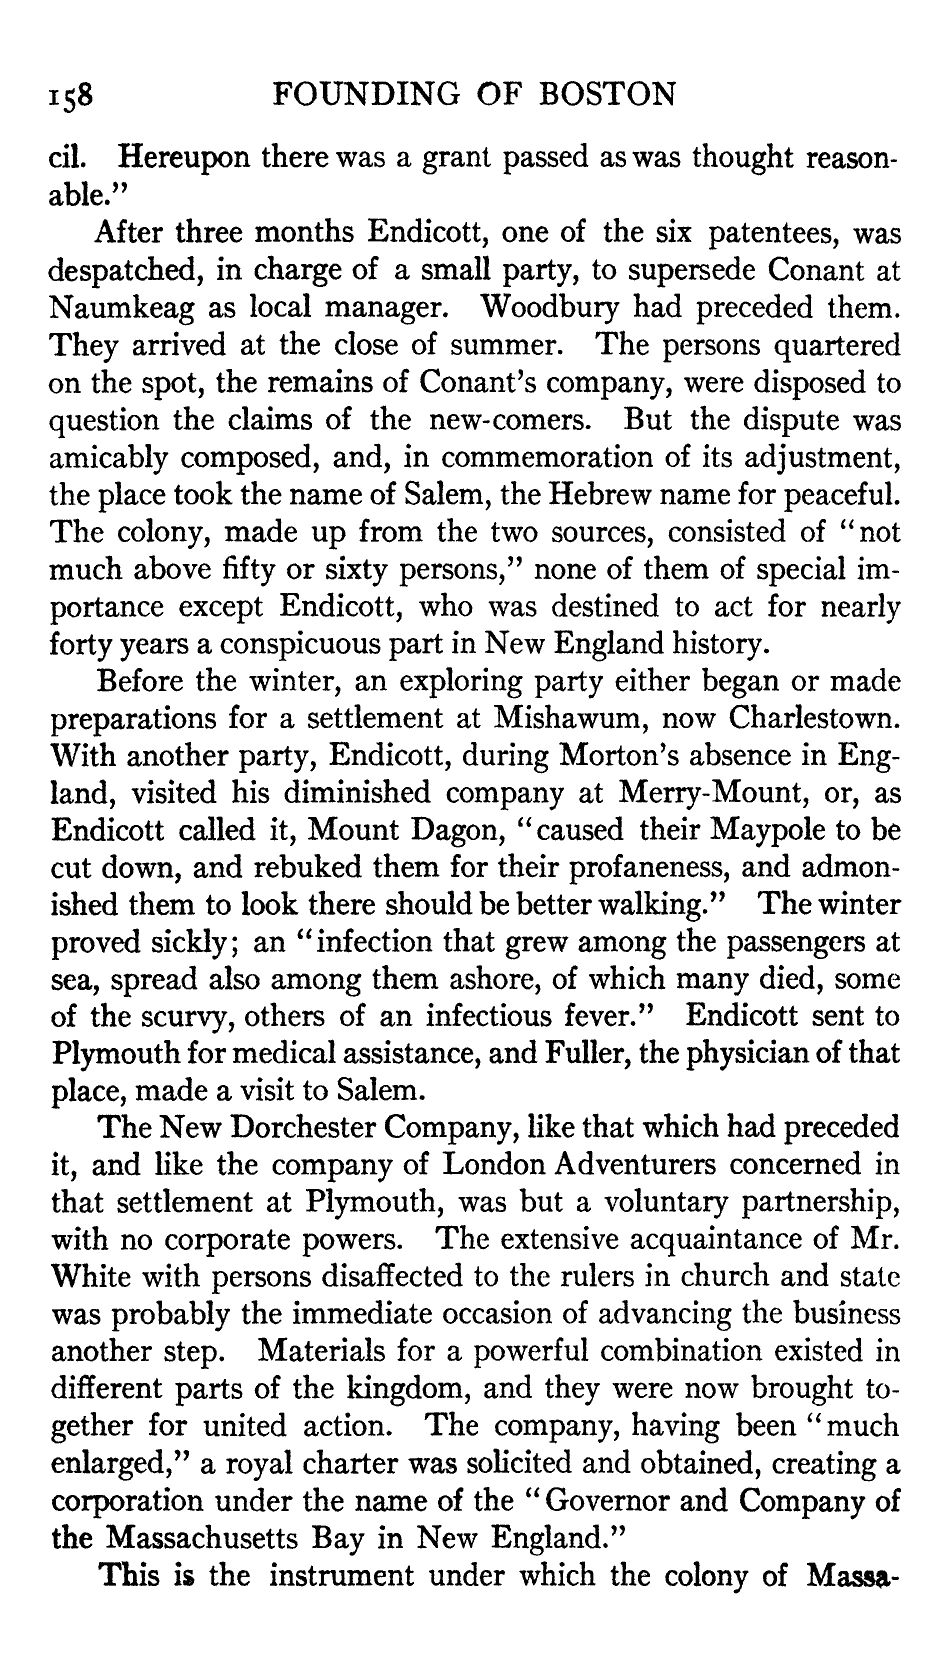 158 FOUNDING OF BOSTON
cil. Hereupon there was a grant passed as was thought reason-
able.”
After three months Endicott, one of the six patentees, was
despatched, in charge of a small party, to supersede Conant at
Naumkeag as local manager. Woodbury had preceded them.
They arrived at the close of summer. The persons quartered
on the spot, the remains of Conant’s company, were disposed to
question the claims of the new-comers. But the dispute was
amicably composed, and, in commemoration of its adjustment,
the place took the name of Salem, the Hebrew name for peaceful.
The colony, made up from the two sources, consisted of “not
much above fifty or sixty persons,” none of them of special im-
portance except Endicott, who was destined to act for nearly
forty years a conspicuous part in New England history.
Before the winter, an exploring party either began or made
preparations for a settlement at Mishawum, now Charlestown.
With another party, Endicott, during Morton’s absence in Eng-
land, visited his diminished company at Merry-Mount, or, as
Endicott called it, Mount Dagon, “caused their Maypole to be
cut down, and rebuked them for their profaneness, and admon-
ished them to look there should be better walking.” The winter
proved sickly; an “infection that grew among the passengers at
sea, spread also among them ashore, of which many died, some
of the scurvy, others of an infectious fever.” Endicott sent to
Plymouth for medical assistance, and Fuller, the physician of that
place, made a visit to Salem.
The New Dorchester Company, like that which had preceded
it, and like the company of London Adventurers concerned in
that settlement at Plymouth, was but a voluntary partnership,
with no corporate powers. The extensive acquaintance of Mr.
White with persons disaffected to the rulers in church and state
was probably the immediate occasion of advancing the business
another step. Materials for a powerful combination existed in
different parts of the kingdom, and they were now brought to-
gether for united action. The company, having been “much
enlarged,” a royal charter was solicited and obtained, creating a
corporation under the name of the “Governor and Company of
the Massachusetts Bay in New England.”
This is the instrument under which the colony of Massa-